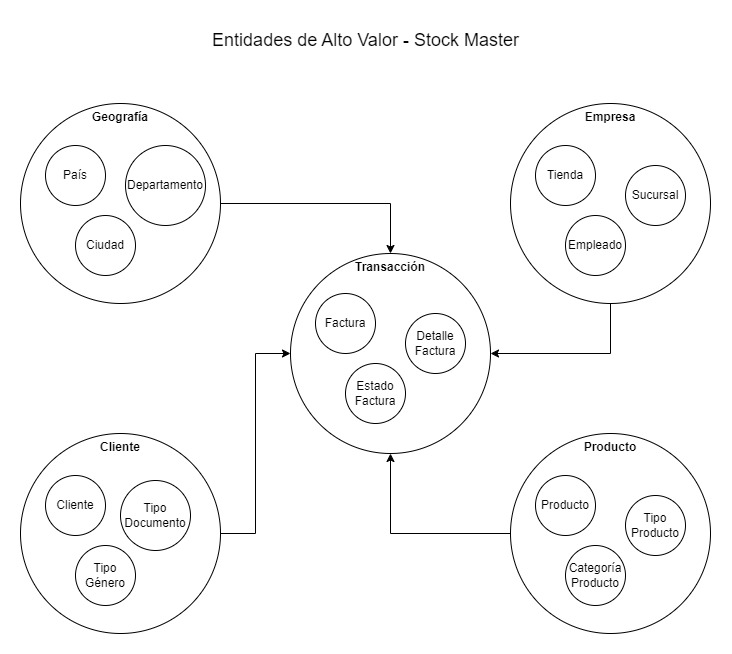 Entidades de Alto Valor - Stock Master
Geografía
País
Departamento
Ciudad
Empresa
Tienda
Sucursal
Empleado
Transacción
Factura
Detalle
Factura
Estado
Factura
Cliente
Cliente
Tipo
Documento
Tipo
Género
Producto
Producto
Tipo
Producto
Categoría
Producto